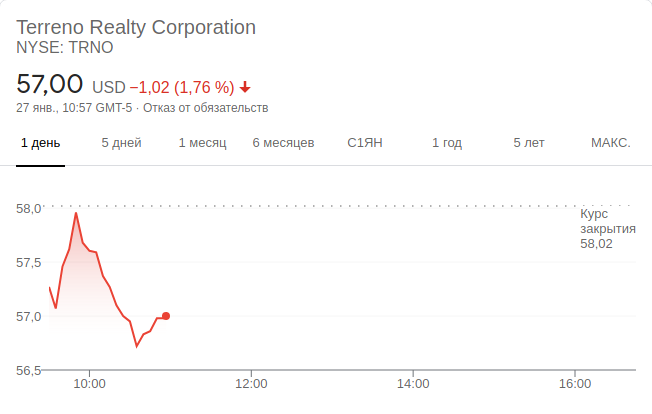 Terreno Realty Corporation
NYSE: TRNO
57,00 USD −1,02 (1,76 %)
27 янв., 10:57 GMT-5 · Отказ от обязательств
1 день 5 дней 1 месяц 6 месяцев С1ЯН 1 год 5 лет МАКС.
58,0
Курс
закрытия
58,02
57,5
57,0
56,5
10:00 12:00 14:00 16:00